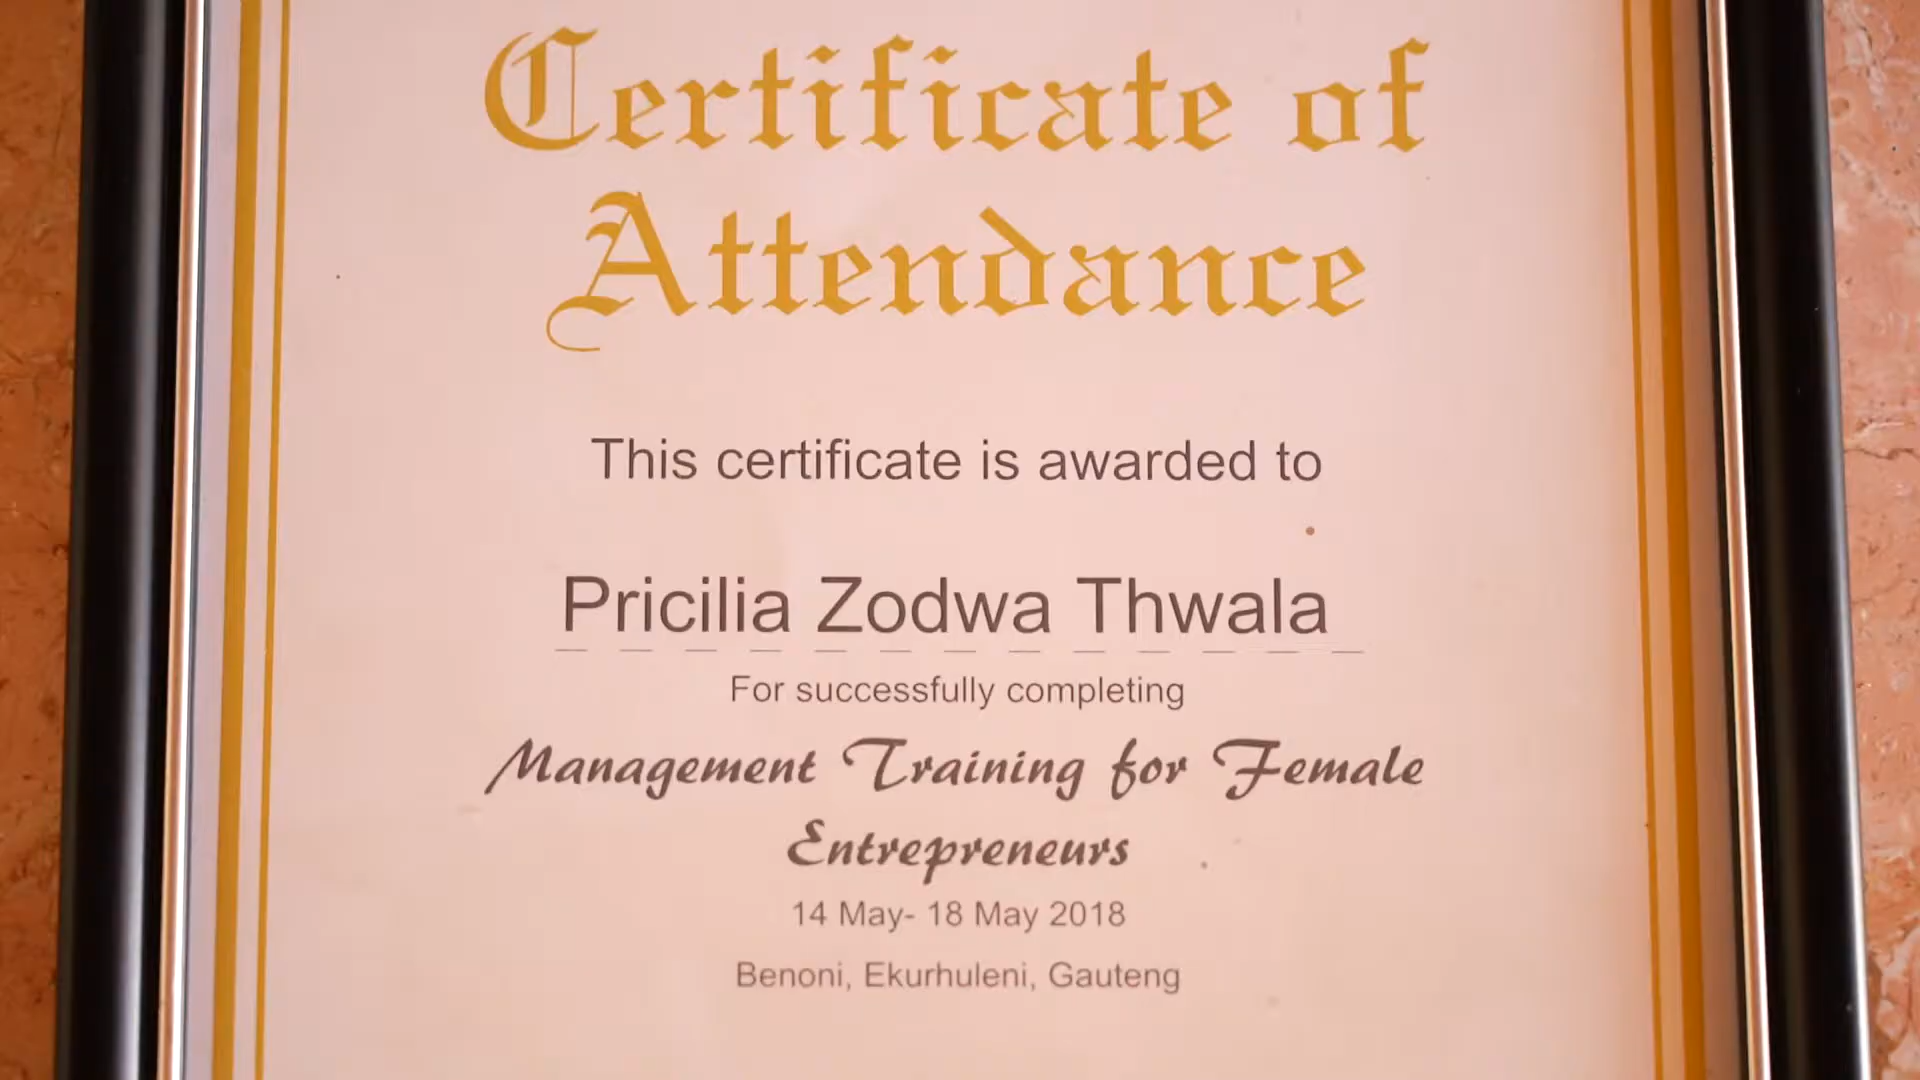 Certificate of
Attendance
This certificate is awarded to
Pricilia Zodwa Thwala
For successfully completing
Management Training for Female
Entrepreneurs
14 May- 18 May 2018
Benoni, Ekurhuleni, Gauteng